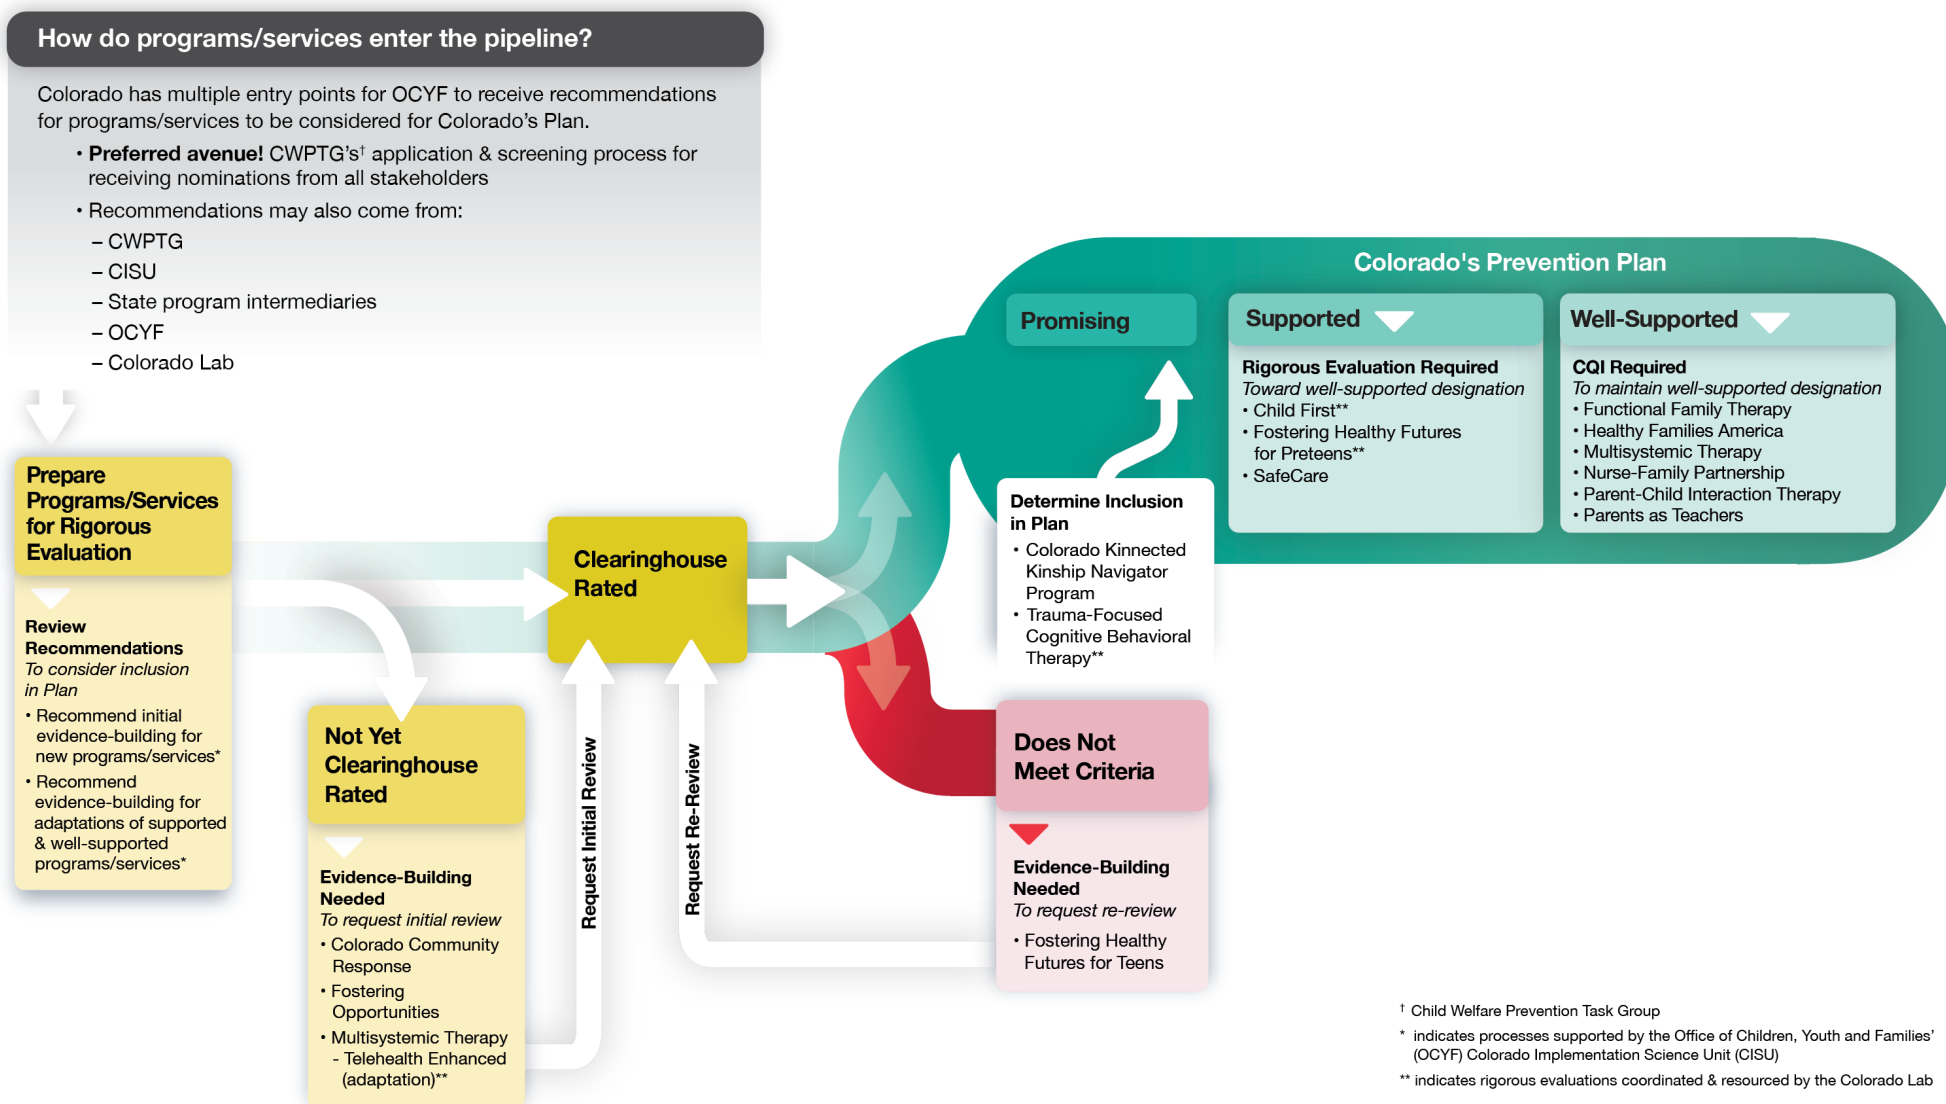 How do programs/services enter the pipeline?
Colorado has multiple entry points for OCYF to receive recommendations
for programs/services to be considered for Colorado's Plan.
• Preferred avenue! CWPTG's† application & screening process for
receiving nominations from all stakeholders
• Recommendations may also come from:
– CWPTG
– CISU
– State program intermediaries
– OCYF
– Colorado Lab
Prepare
Programs/Services
for Rigorous
Evaluation
Review
Recommendations
To consider inclusion
in Plan
• Recommend initial
evidence-building for
new programs/services*
• Recommend
evidence-building for
adaptations of supported
& well-supported
programs/services*
Not Yet
Clearinghouse
Rated
Evidence-Building
Needed
To request initial review
• Colorado Community
Response
• Fostering
Opportunities
• Multisystemic Therapy
- Telehealth Enhanced
(adaptation)**
Request Initial Review
Clearinghouse
Rated
Request Re-Review
Colorado's Prevention Plan
Promising
Determine Inclusion
in Plan
• Colorado Kinnected
Kinship Navigator
Program
• Trauma-Focused
Cognitive Behavioral
Therapy**
Supported
Rigorous Evaluation Required
Toward well-supported designation
• Child First**
• Fostering Healthy Futures
for Preteens**
• SafeCare
Well-Supported
CQI Required
To maintain well-supported designation
• Functional Family Therapy
• Healthy Families America
• Multisystemic Therapy
• Nurse-Family Partnership
• Parent-Child Interaction Therapy
• Parents as Teachers
Does Not
Meet Criteria
Evidence-Building
Needed
To request re-review
• Fostering Healthy
Futures for Teens
† Child Welfare Prevention Task Group
* indicates processes supported by the Office of Children, Youth and Families'
(OCYF) Colorado Implementation Science Unit (CISU)
** indicates rigorous evaluations coordinated & resourced by the Colorado Lab